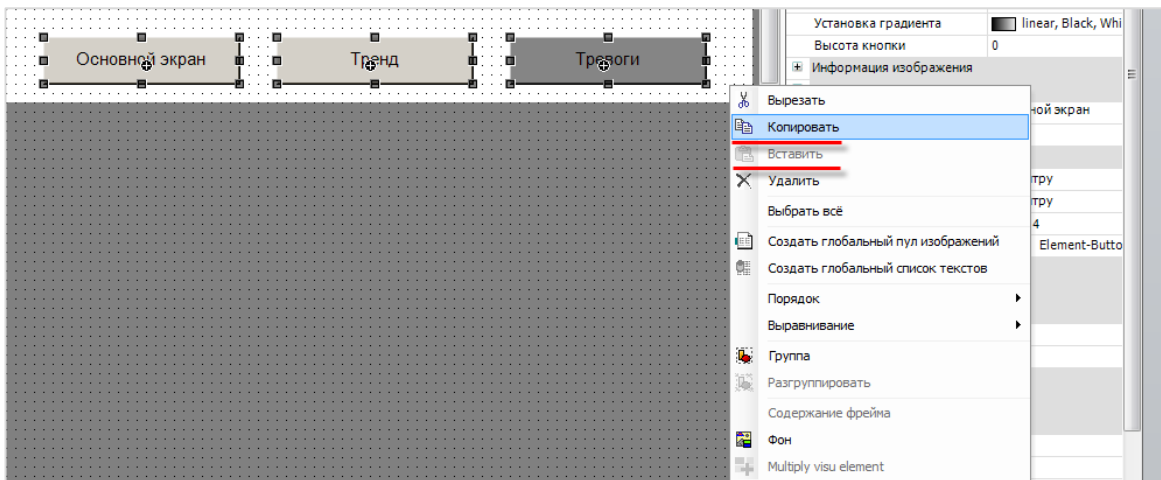 Установка градиента linear, Black, Whi
Высота кнопки 0
Информация изображения
Основной экран Тренд Тревоги
Вырезать
ной экран
Копировать
Вставить
Удалить
тру
тру
Выбрать всё
4
Создать глобальный пул изображений
Element-Butto
Создать глобальный список текстов
Порядок
Выравнивание
Группа
Разгруппировать
Содержание фрейма
Фон
Multiply visu element